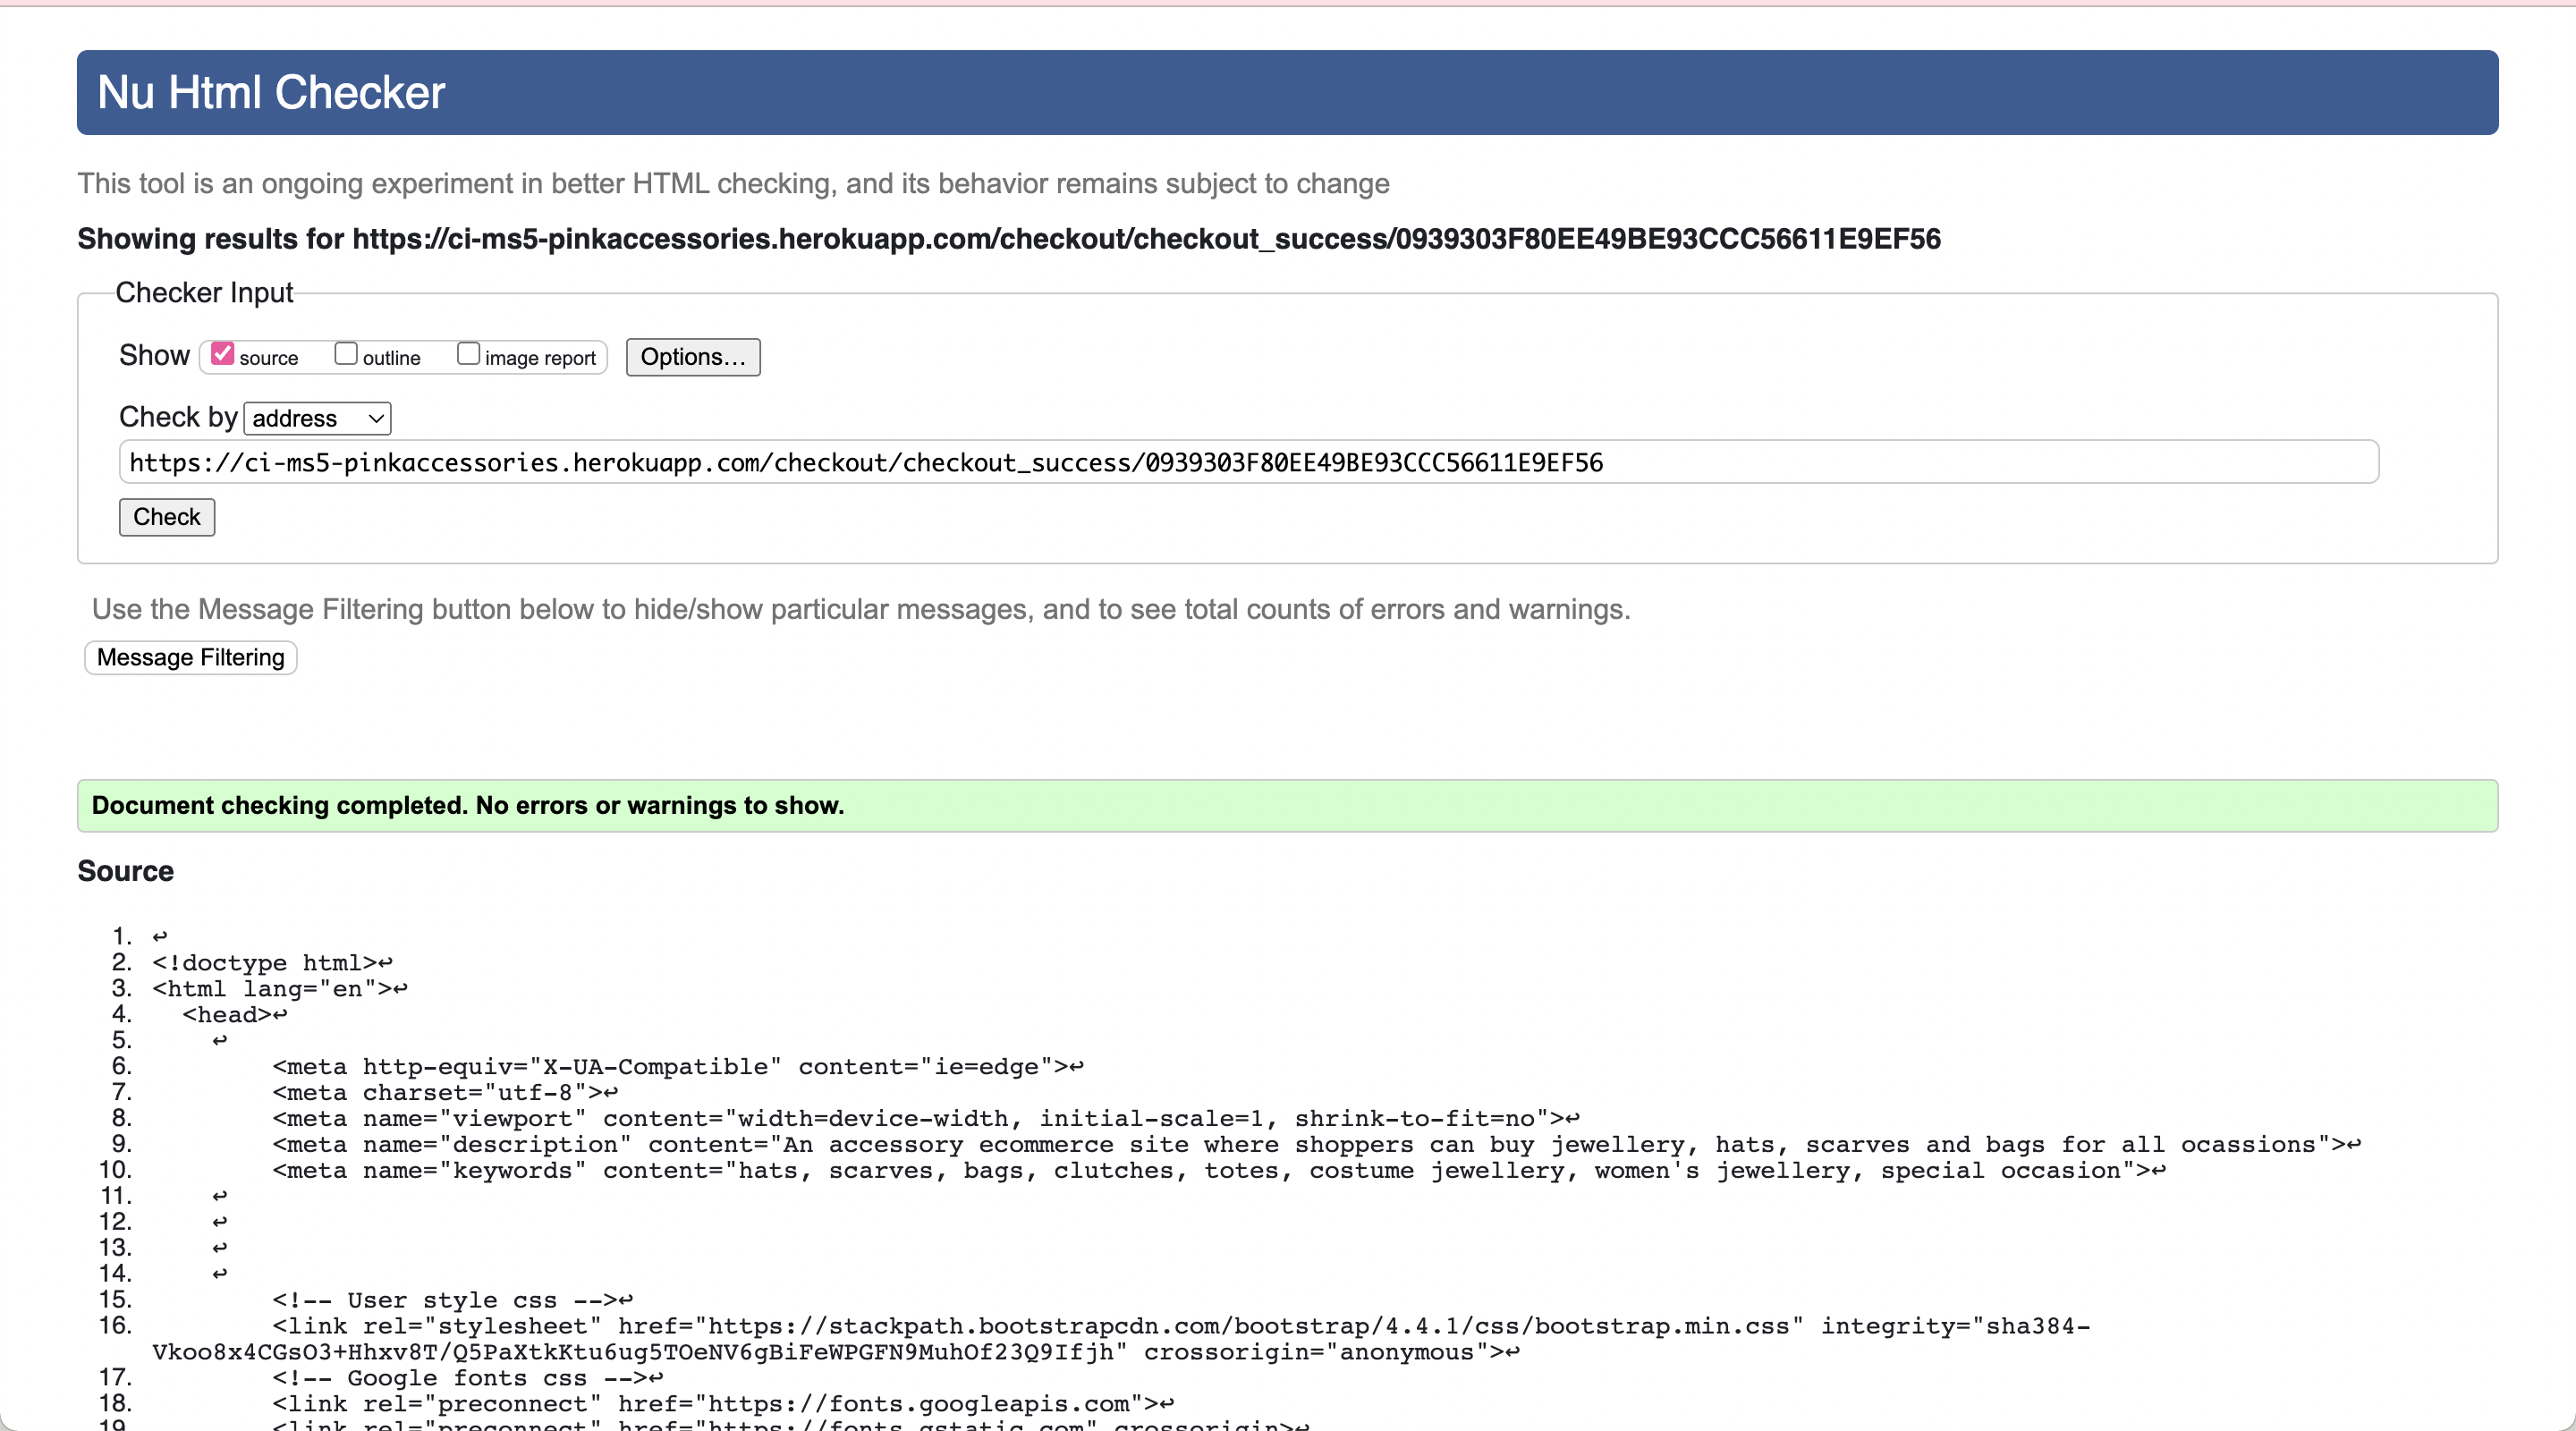 Nu Html Checker
This tool is an ongoing experiment in better HTML checking, and its behavior remains subject to change
Showing results for https://ci-ms5-pinkaccessories.herokuapp.com/checkout/checkout_success/0939303F80EE49BE93CCC56611E9EF56
Checker Input
Show source outline image report Options...
Check by address
https://ci-ms5-pinkaccessories.herokuapp.com/checkout/checkout_success/0939303F80EE49BE93CCC56611E9EF56
Check
Use the Message Filtering button below to hide/show particular messages, and to see total counts of errors and warnings.
Message Filtering
Document checking completed. No errors or warnings to show.
Source
1. ↩
2. <!doctype html>↩
3. <html lang="en">↩
4. <head>↩
5. ↩
6. <meta http-equiv="X-UA-Compatible" content="ie=edge">↩
7. <meta charset="utf-8">↩
8. <meta name="viewport" content="width=device-width, initial-scale=1, shrink-to-fit=no">↩
9. <meta name="description" content="An accessory ecommerce site where shoppers can buy jewellery, hats, scarves and bags for all ocassions">↩
10. <meta name="keywords" content="hats, scarves, bags, clutches, totes, costume jewellery, women's jewellery, special occasion">↩
11. ↩
12. ↩
13. ↩
14. ↩
15. <!-- User style css -->↩
16. <link rel="stylesheet" href="https://stackpath.bootstrapcdn.com/bootstrap/4.4.1/css/bootstrap.min.css" integrity="sha384-
Vkoo8x4CGsO3+Hhxv8T/Q5PaXtkKtu6ug5TOeNV6gBiFeWPGFN9MuhOf23Q9Ifjh" crossorigin="anonymous">↩
17. <!-- Google fonts css -->↩
18. <link rel="preconnect" href="https://fonts.googleapis.com">↩
19. <link rel="preconnect" href="https://fonts.gstatic.com" crossorigin>↩